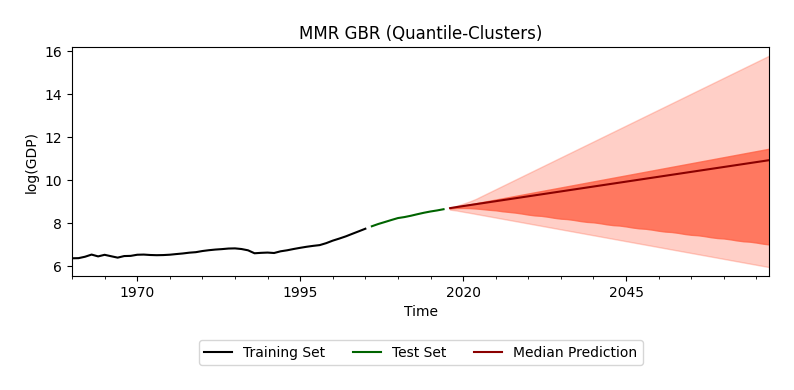 MMR GBR (Quantile-Clusters)
log(GDP)
16
14
12
10
8
6
1970 1995 2020 2045
Time
Training Set Test Set Median Prediction